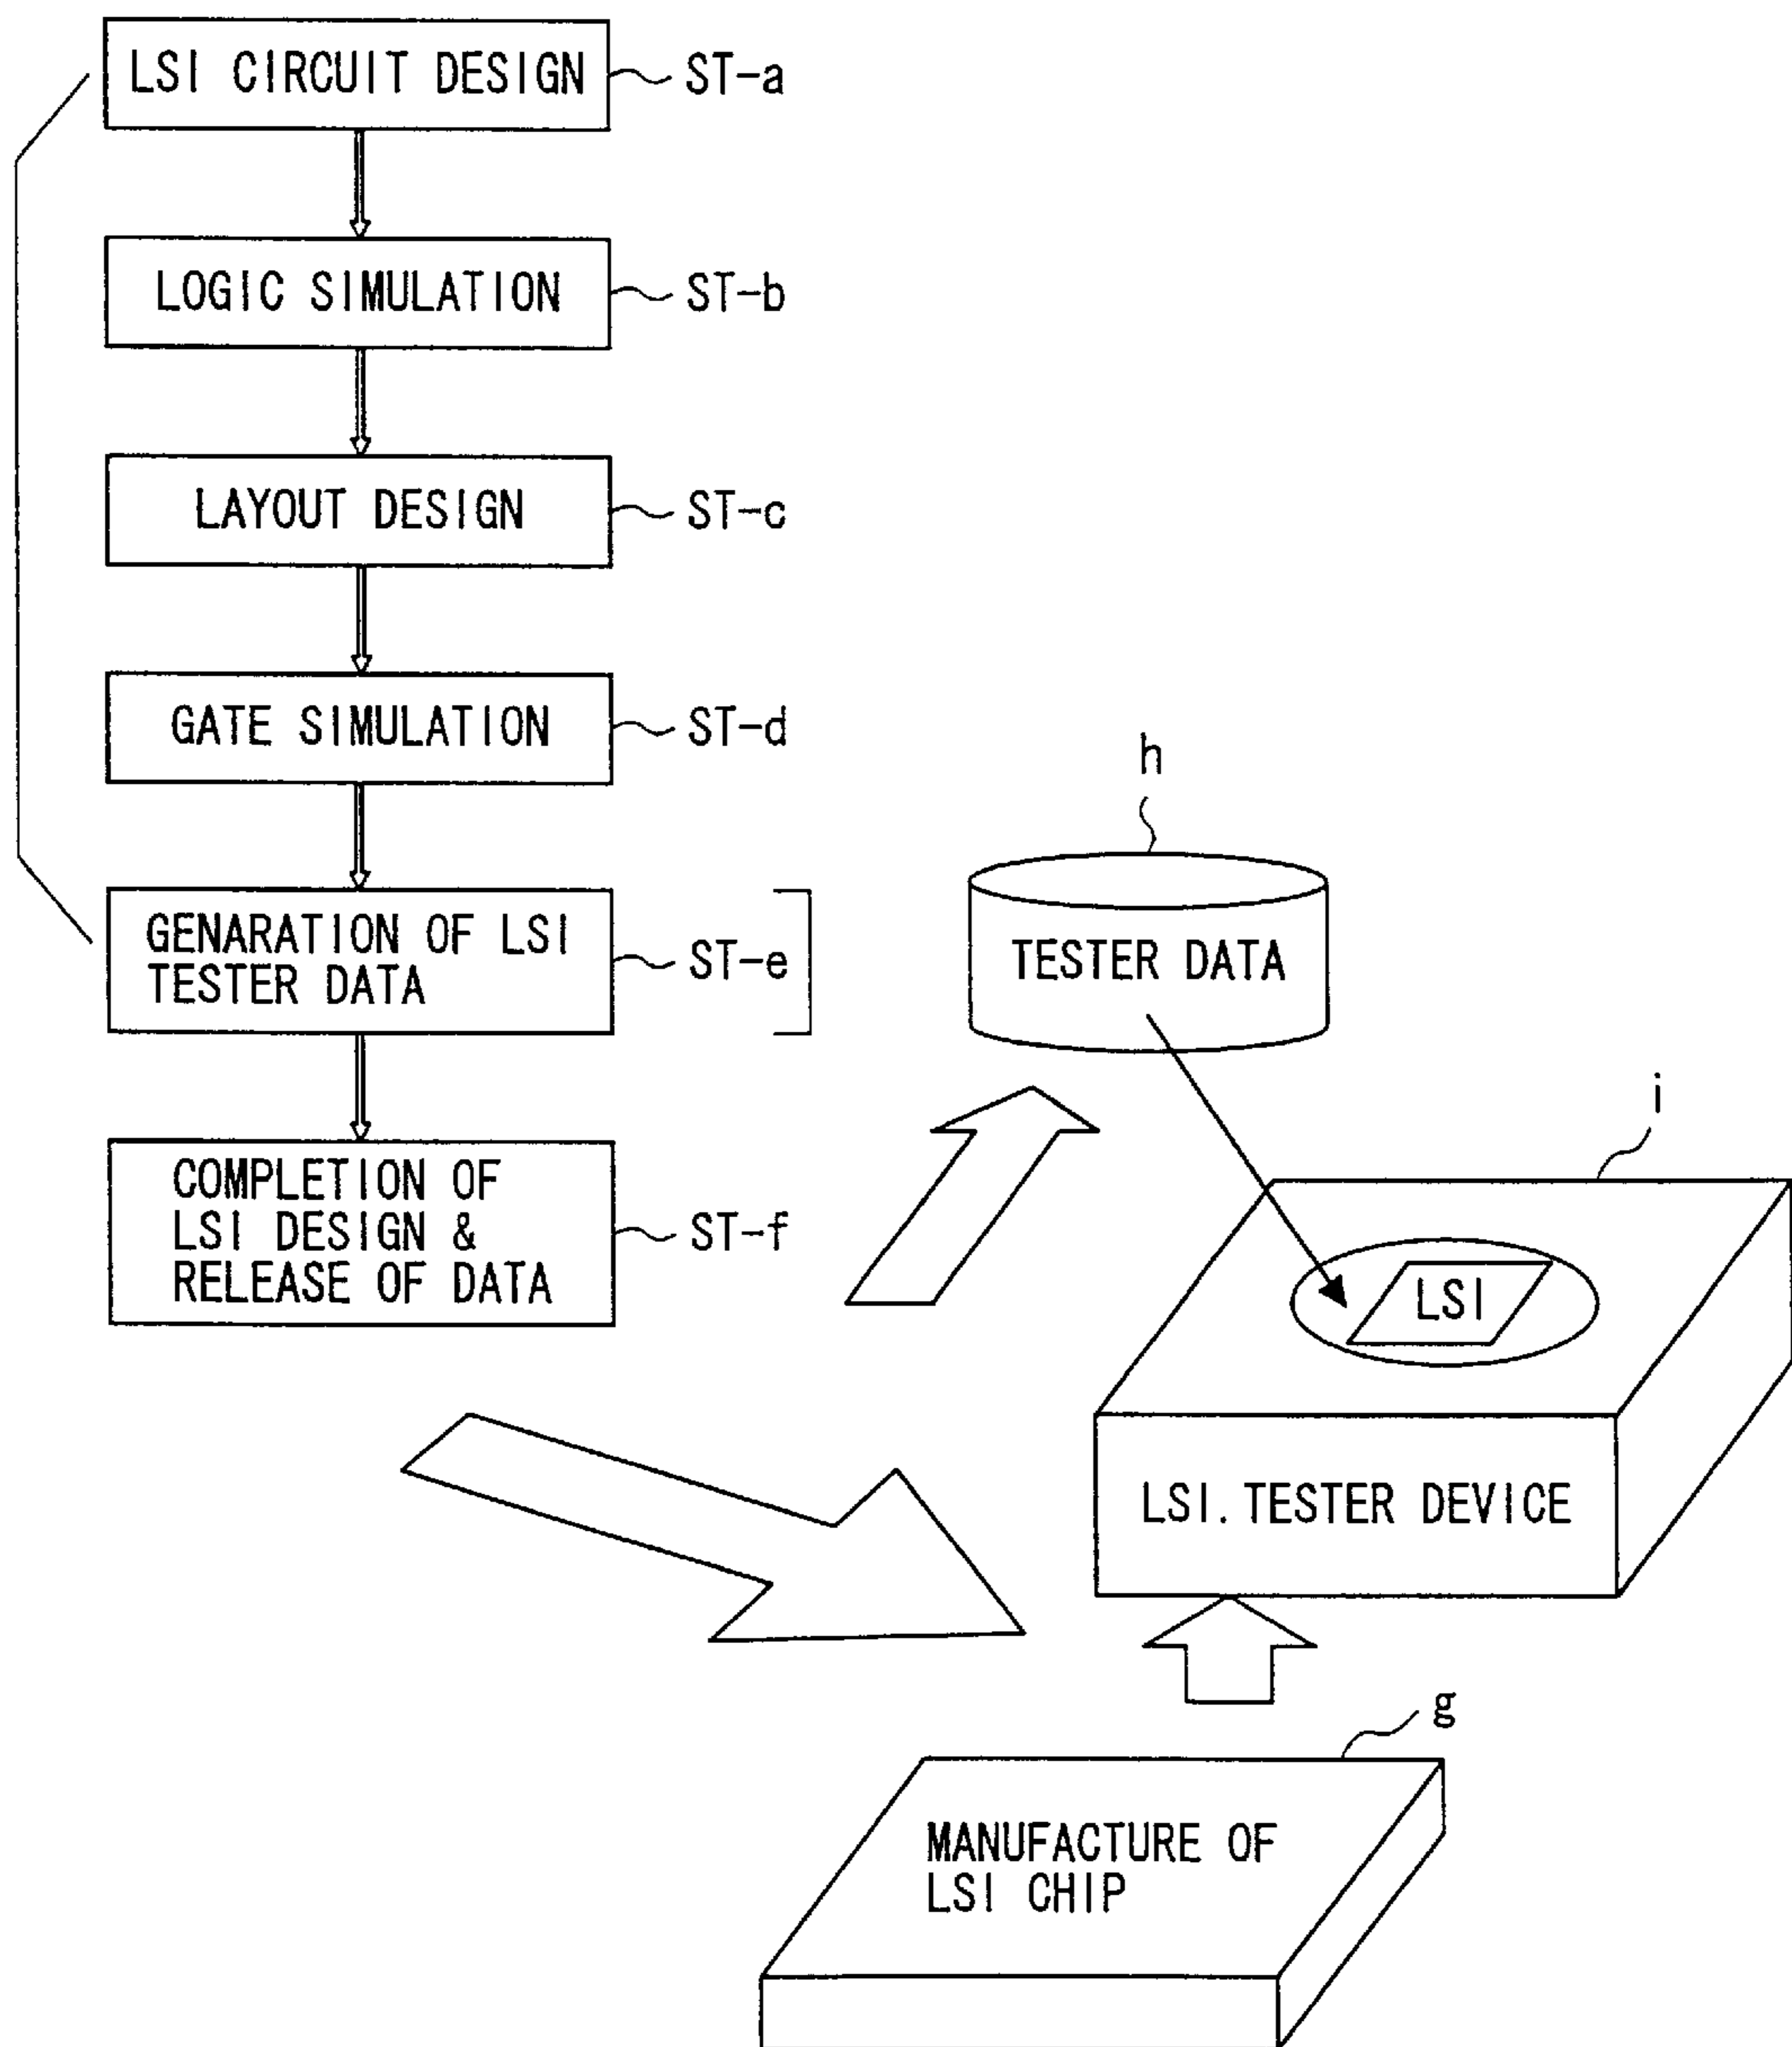 LSI CIRCUIT DESIGN
ST-a
LOGIC SIMULATION
ST-b
LAYOUT DESIGN
ST-c
GATE SIMULATION
ST-d
GENARATION OF LSI
TESTER DATA
ST-e
COMPLETION OF
LSI DESIGN &
RELEASE OF DATA
ST-f
h
TESTER DATA
i
LSI
LSI. TESTER DEVICE
g
MANUFACTURE OF
LSI CHIP